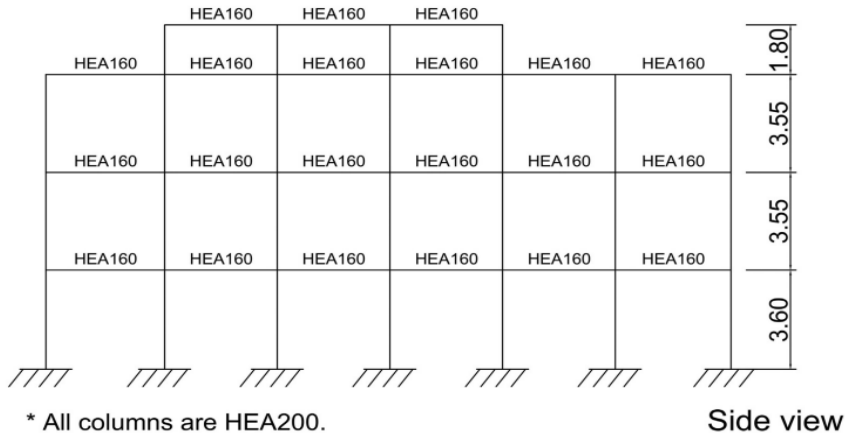 HEA160 HEA160 HEA160
1.80
HEA160 HEA160 HEA160 HEA160 HEA160 HEA160
3.55
HEA160 HEA160 HEA160 HEA160 HEA160 HEA160
3.55
HEA160 HEA160 HEA160 HEA160 HEA160 HEA160
3.60
* All columns are HEA200.
Side view